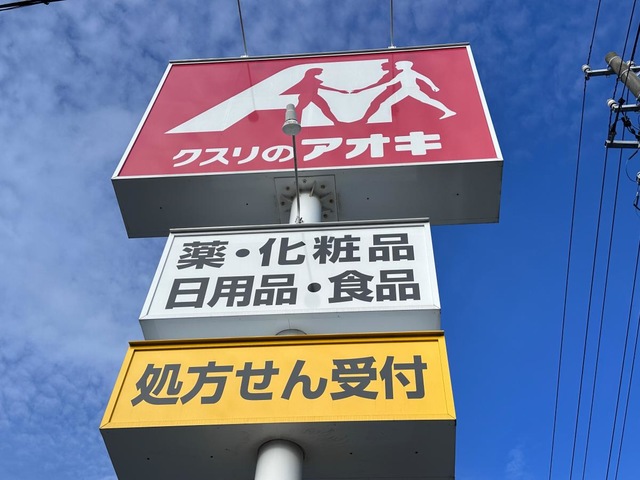 クスリのアオキ
薬・化粧品
日用品・食品
処方せん受付